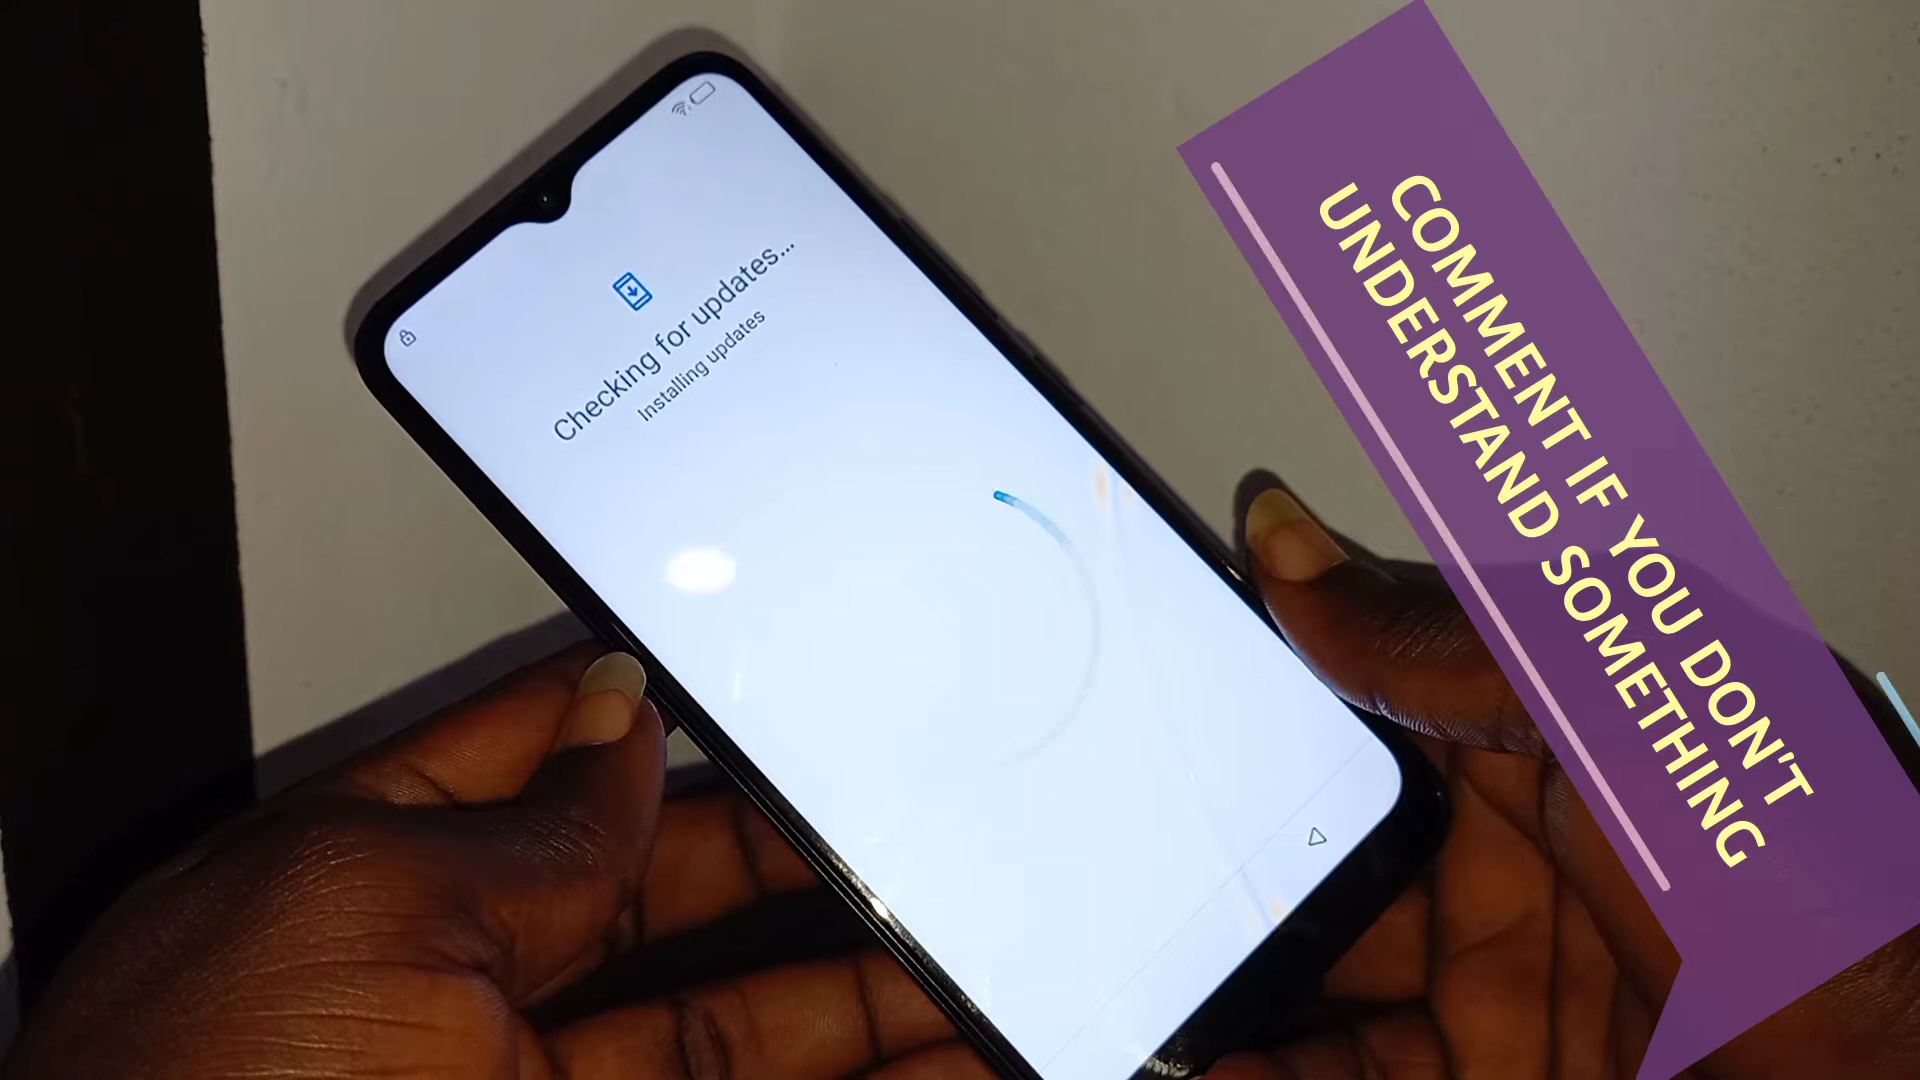 Checking for updates...
Installing updates
COMMENT IF YOU DON'T
UNDERSTAND SOMETHING